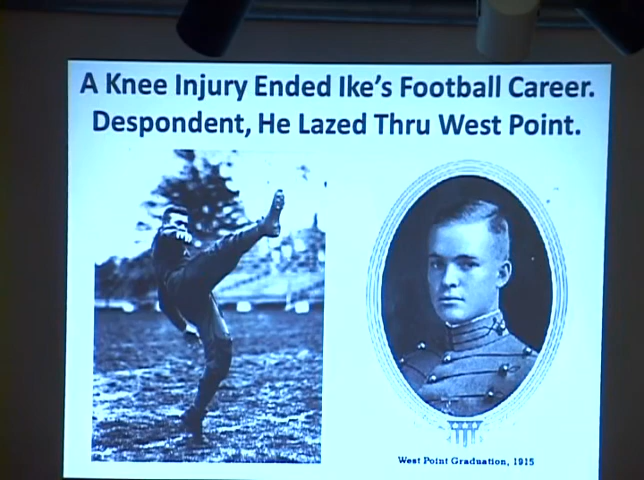 A Knee Injury Ended Ike's Football Career.
Despondent, He Lazed Thru West Point.
West Point Graduation, 1915